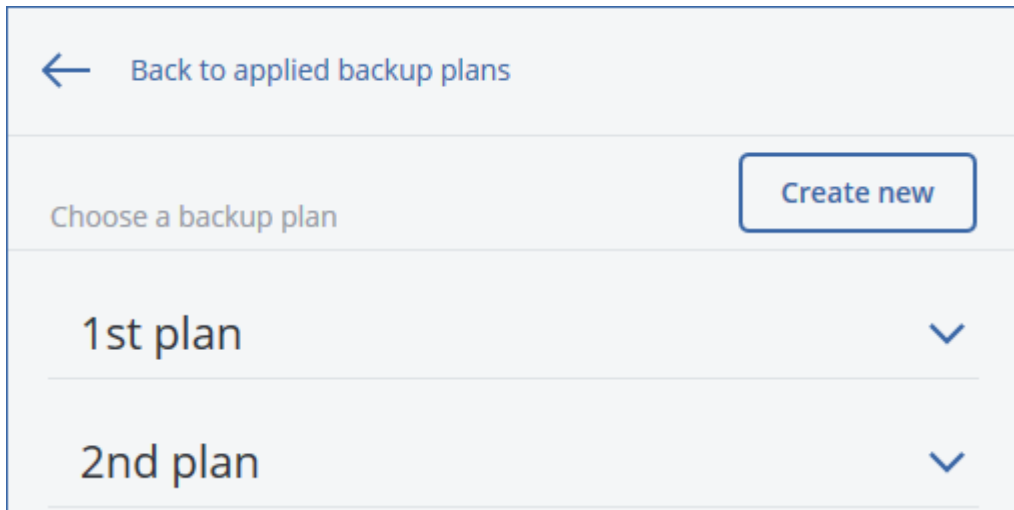 Back to applied backup plans
Create new
Choose a backup plan
1st plan
2nd plan